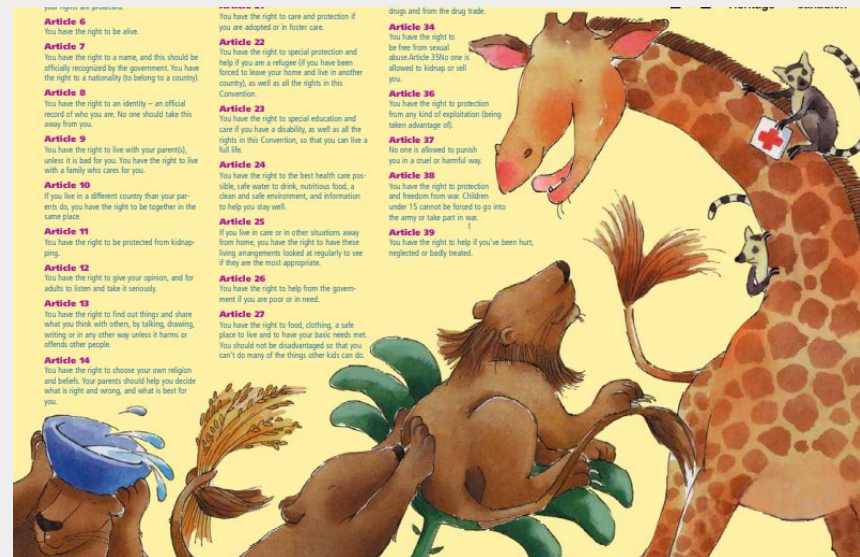 your rights are protected.
Article 6
You have the right to be alive.
Article 7
You have the right to a name, and this should be
officially recognized by the government. You have
the right to a nationality (to belong to a country).
Article 8
You have the right to an identity – an official
record of who you are. No one should take this
away from you.
Article 9
You have the right to live with your parent(s),
unless it is bad for you. You have the right to live
with a family who cares for you.
Article 10
If you live in a different country than your par-
ents do, you have the right to be together in the
same place.
Article 11
You have the right to be protected from kidnap-
ping.
Article 12
You have the right to give your opinion, and for
adults to listen and take it seriously.
Article 13
You have the right to find out things and share
what you think with others, by talking, drawing,
writing or in any other way unless it harms or
offends other people.
Article 14
You have the right to choose your own religion
and beliefs. Your parents should help you decide
what is right and wrong, and what is best for
you.
Article 21
You have the right to care and protection if
you are adopted or in foster care.
Article 22
You have the right to special protection and
help if you are a refugee (if you have been
forced to leave your home and live in another
country), as well as all the rights in this
Convention.
Article 23
You have the right to special education and
care if you have a disability, as well as all the
rights in this Convention, so that you can live a
full life.
Article 24
You have the right to the best health care pos-
sible, safe water to drink, nutritious food, a
clean and safe environment, and information
to help you stay well.
Article 25
If you live in care or in other situations away
from home, you have the right to have these
living arrangements looked at regularly to see
if they are the most appropriate.
Article 26
You have the right to help from the govern-
ment if you are poor or in need.
Article 27
You have the right to food, clothing, a safe
place to live and to have your basic needs met.
You should not be disadvantaged so that you
can't do many of the things other kids can do.
drugs and from the drug trade.
Article 34
You have the right to
be free from sexual
abuse.Article 35No one is
allowed to kidnap or sell
you.
Article 36
You have the right to protection
from any kind of exploitation (being
taken advantage of).
Article 37
No one is allowed to punish
you in a cruel or harmful way.
Article 38
You have the right to protection
and freedom from war. Children
under 15 cannot be forced to go into
the army or take part in war.
Article 39
You have the right to help if you've been hurt,
neglected or badly treated.
Heritage canadien